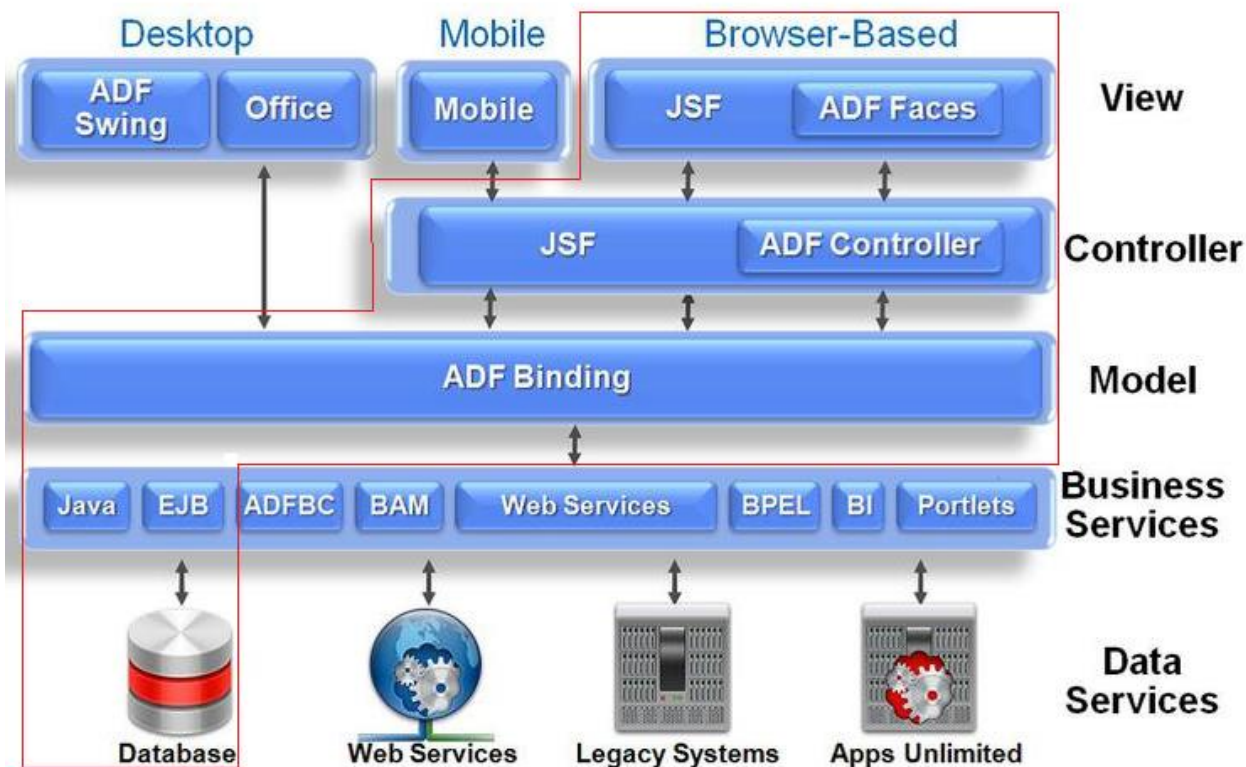 Desktop
Mobile
Browser-Based
ADF
Swing
Office
Mobile
JSF
ADF Faces
View
JSF
ADF Controller
Controller
ADF Binding
Model
Java
EJB
ADFBC
BAM
Web Services
BPEL
BI
Portlets
Business
Services
Database
Web Services
Legacy Systems
Apps Unlimited
Data
Services